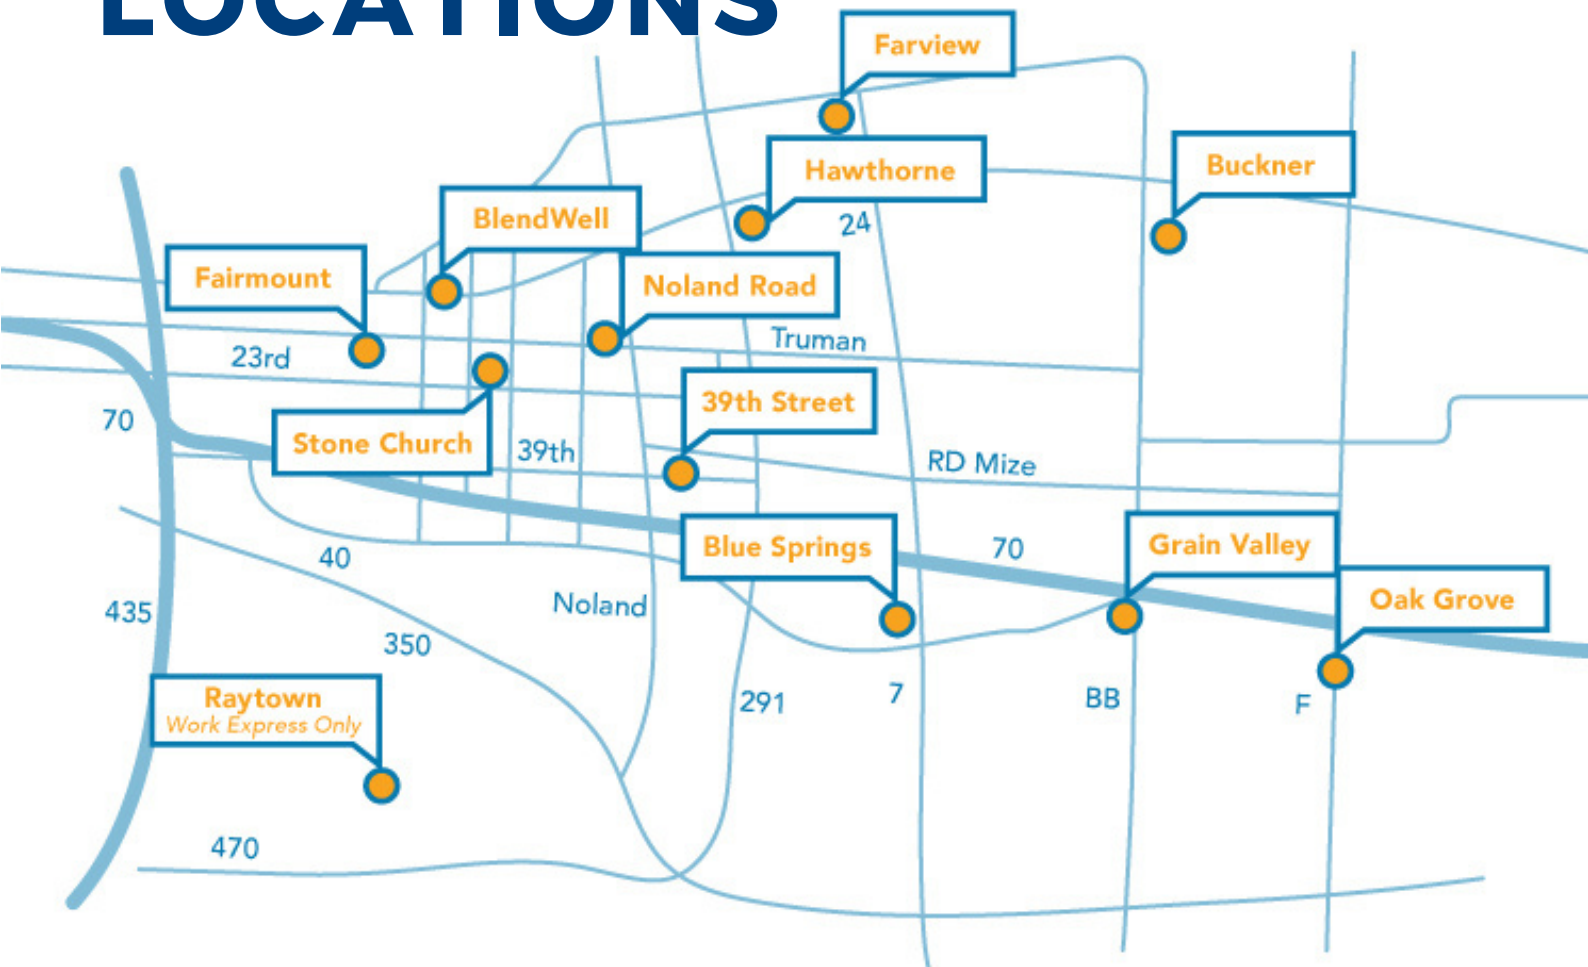 LOCATIONS
Farview
Hawthorne
Buckner
BlendWell
24
Fairmount
Noland Road
Truman
23rd
39th Street
70
Stone Church
39th
RD Mize
Blue Springs
70
Grain Valley
40
Oak Grove
435
Noland
350
Raytown
Work Express Only
291
7
BB
F
470